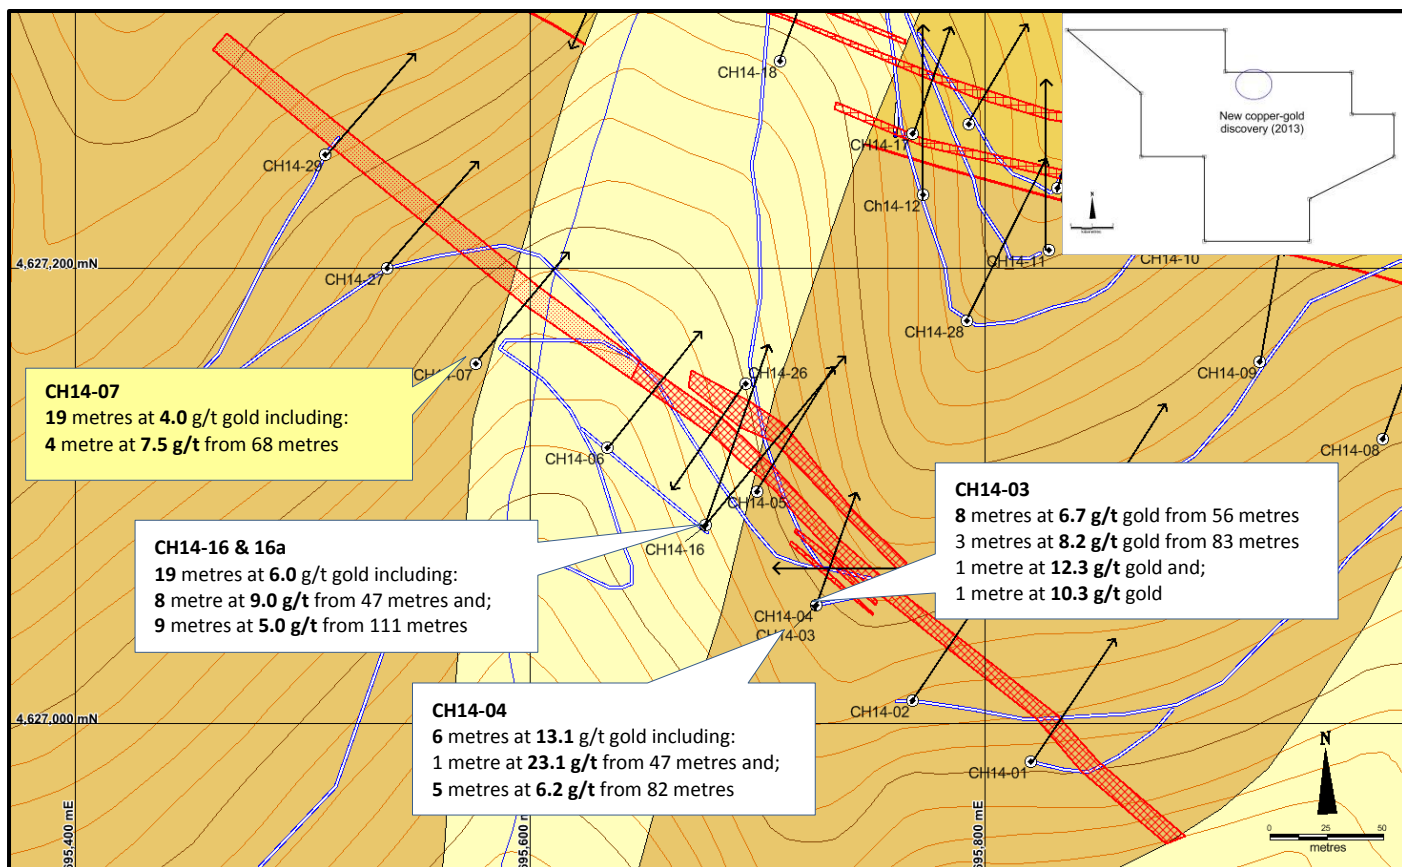 CH14-18
New copper-gold
discovery (2013)
N
CH14-29
CH14-17
Ch14-12
CH14-27
4,627,200 mN
CH14-11
CH14-10
CH14-28
CH14-07
CH14-26
CH14-09
CH14-07
19 metres at 4.0 g/t gold including:
4 metre at 7.5 g/t from 68 metres
CH14-06
CH14-08
CH14-05
CH14-16
CH14-03
8 metres at 6.7 g/t gold from 56 metres
3 metres at 8.2 g/t gold from 83 metres
1 metre at 12.3 g/t gold and;
1 metre at 10.3 g/t gold
CH14-16 & 16a
19 metres at 6.0 g/t gold including:
8 metre at 9.0 g/t from 47 metres and;
9 metres at 5.0 g/t from 111 metres
CH14-04
CH14-03
CH14-04
6 metres at 13.1 g/t gold including:
1 metre at 23.1 g/t from 47 metres and;
5 metres at 6.2 g/t from 82 metres
CH14-02
4,627,000 mN
CH14-01
695,400 mE
695,600 mE
695,800 mE
N
0 25 50
metres